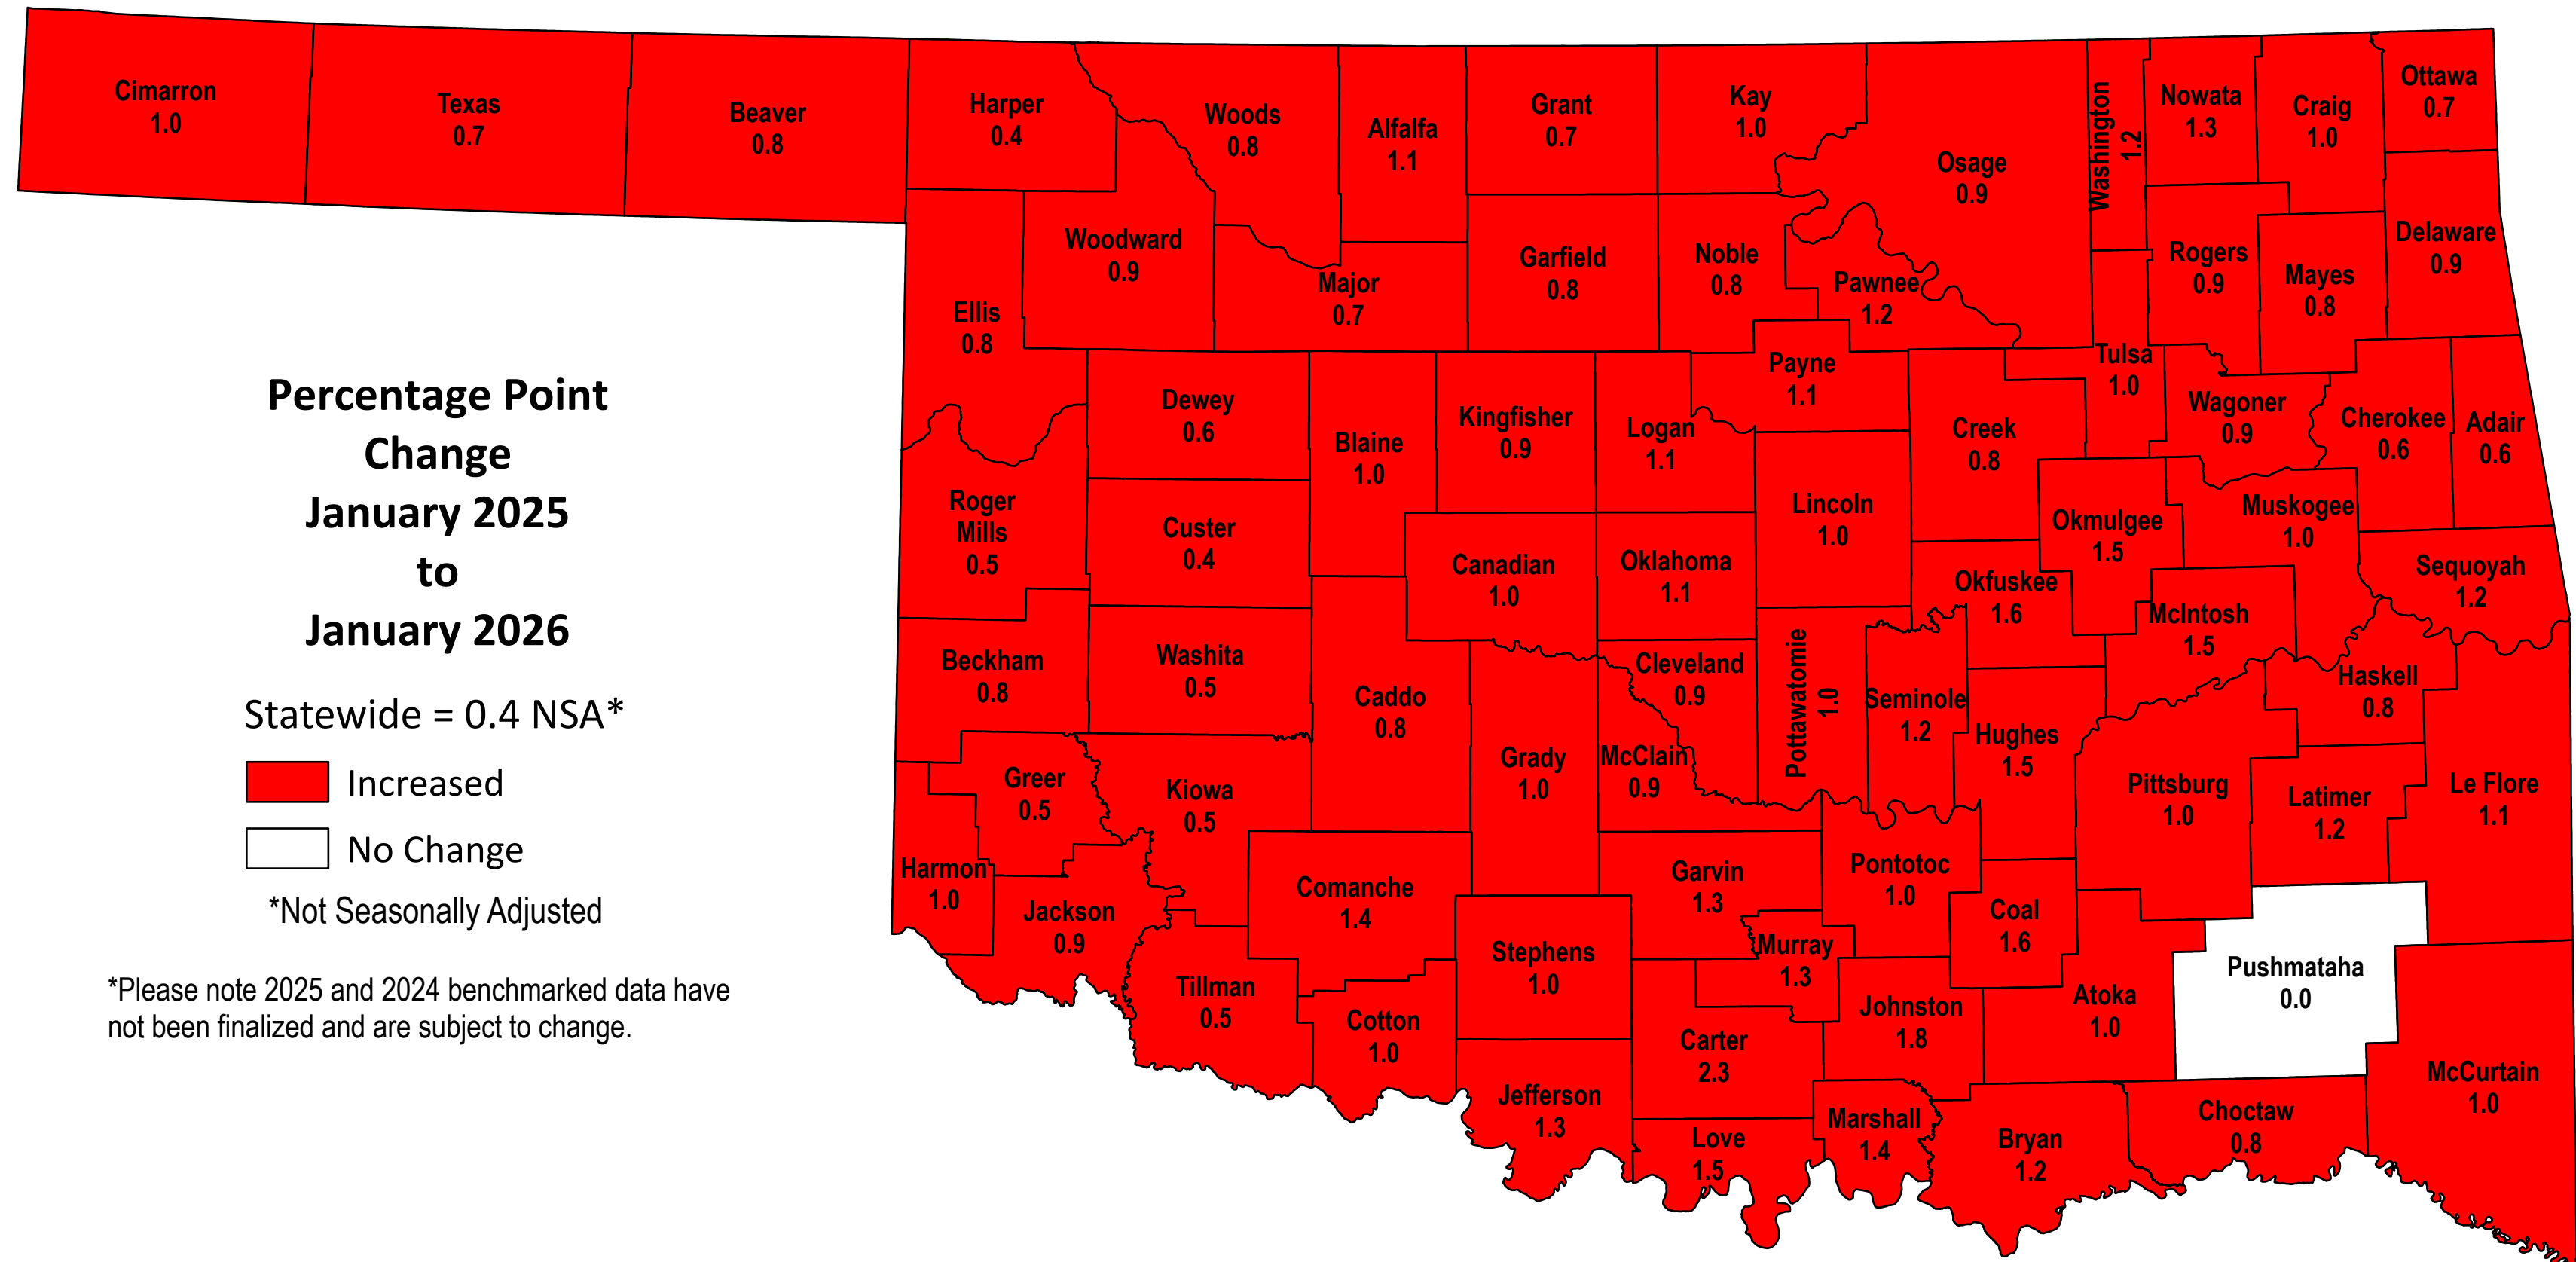 Percentage Point
Change
January 2025
to
January 2026
Statewide = 0.4 NSA*
Increased
No Change
*Not Seasonally Adjusted
*Please note 2025 and 2024 benchmarked data have
not been finalized and are subject to change.
Cimarron
1.0
Texas
0.7
Beaver
0.8
Harper
0.4
Woods
0.8
Alfalfa
1.1
Grant
0.7
Kay
1.0
Osage
0.9
Washington
1.2
Nowata
1.3
Craig
1.0
Ottawa
0.7
Ellis
0.8
Woodward
0.9
Major
0.7
Garfield
0.8
Noble
0.8
Pawnee
1.2
Rogers
0.9
Mayes
0.8
Delaware
0.9
Dewey
0.6
Blaine
1.0
Kingfisher
0.9
Logan
1.1
Payne
1.1
Creek
0.8
Tulsa
1.0
Wagoner
0.9
Cherokee
0.6
Adair
0.6
Roger
Mills
0.5
Custer
0.4
Canadian
1.0
Oklahoma
1.1
Lincoln
1.0
Okfuskee
1.6
Okmulgee
1.5
Muskogee
1.0
McIntosh
1.5
Sequoyah
1.2
Beckham
0.8
Washita
0.5
Caddo
0.8
Grady
1.0
Cleveland
0.9
McClain
0.9
Pottawatomie
1.0
Seminole
1.2
Hughes
1.5
Pittsburg
1.0
Haskell
0.8
Latimer
1.2
Le Flore
1.1
Greer
0.5
Kiowa
0.5
Harmon
1.0
Jackson
0.9
Comanche
1.4
Tillman
0.5
Cotton
1.0
Stephens
1.0
Garvin
1.3
Murray
1.3
Pontotoc
1.0
Coal
1.6
Johnston
1.8
Atoka
1.0
Pushmataha
0.0
Carter
2.3
Jefferson
1.3
Love
1.5
Marshall
1.4
Bryan
1.2
Choctaw
0.8
McCurtain
1.0